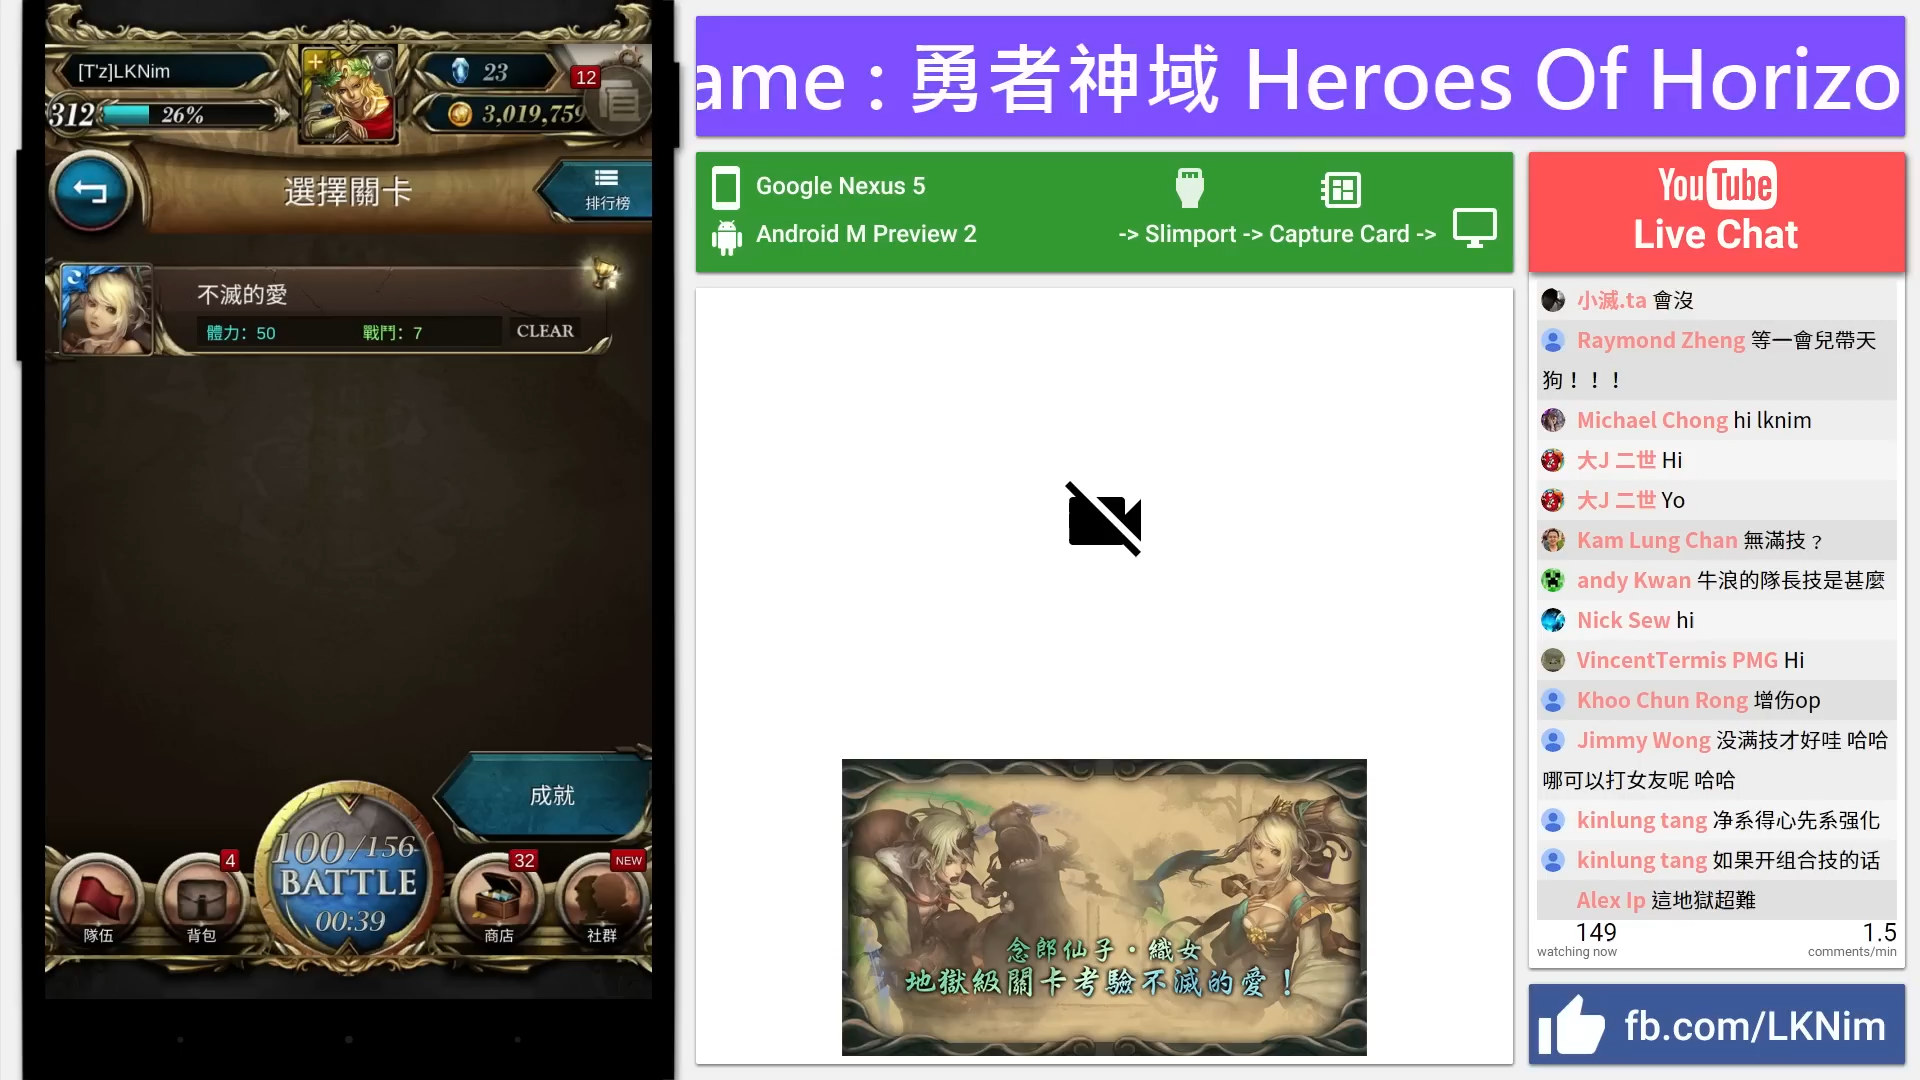 [T'z]LKNim
23
12
312
26%
3,019,759
選擇關卡
排行榜
不滅的愛
體力: 50
戰鬥: 7
CLEAR
成就
100/156
BATTLE
00:39
4
32
NEW
隊伍
背包
商店
社群
ame : 勇者神域 Heroes Of Horizo
Google Nexus 5
Android M Preview 2
-> Slimport -> Capture Card ->
念郎仙子·織女
地獄級關卡考驗不滅的愛!
YouTube
Live Chat
小滅.ta 會沒
Raymond Zheng 等一會兒帶天
狗！！！
Michael Chong hi lknim
大J 二世 Hi
大J 二世 Yo
Kam Lung Chan 無滿技？
andy Kwan 牛浪的隊長技是甚麼
Nick Sew hi
VincentTermis PMG Hi
Khoo Chun Rong 增伤op
Jimmy Wong 没满技才好哇 哈哈
哪可以打女友呢 哈哈
kinlung tang 净系得心先系强化
kinlung tang 如果开组合技的话
Alex Ip 這地獄超難
149
watching now
1.5
comments/min
fb.com/LKNim